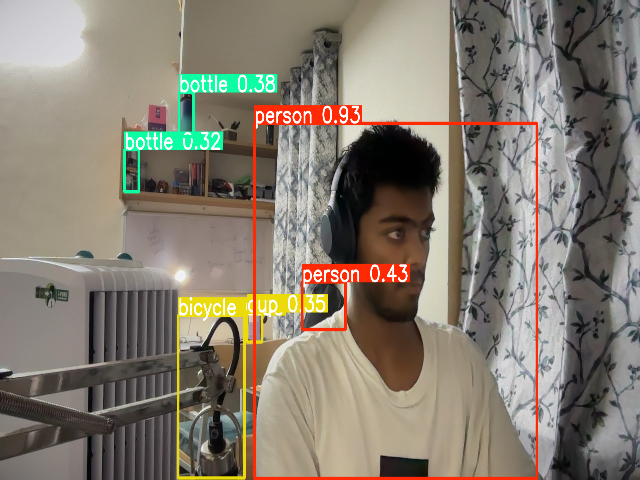 bottle 0.38
person 0.93
bottle 0.32
person 0.43
bicycle
cup 0.35